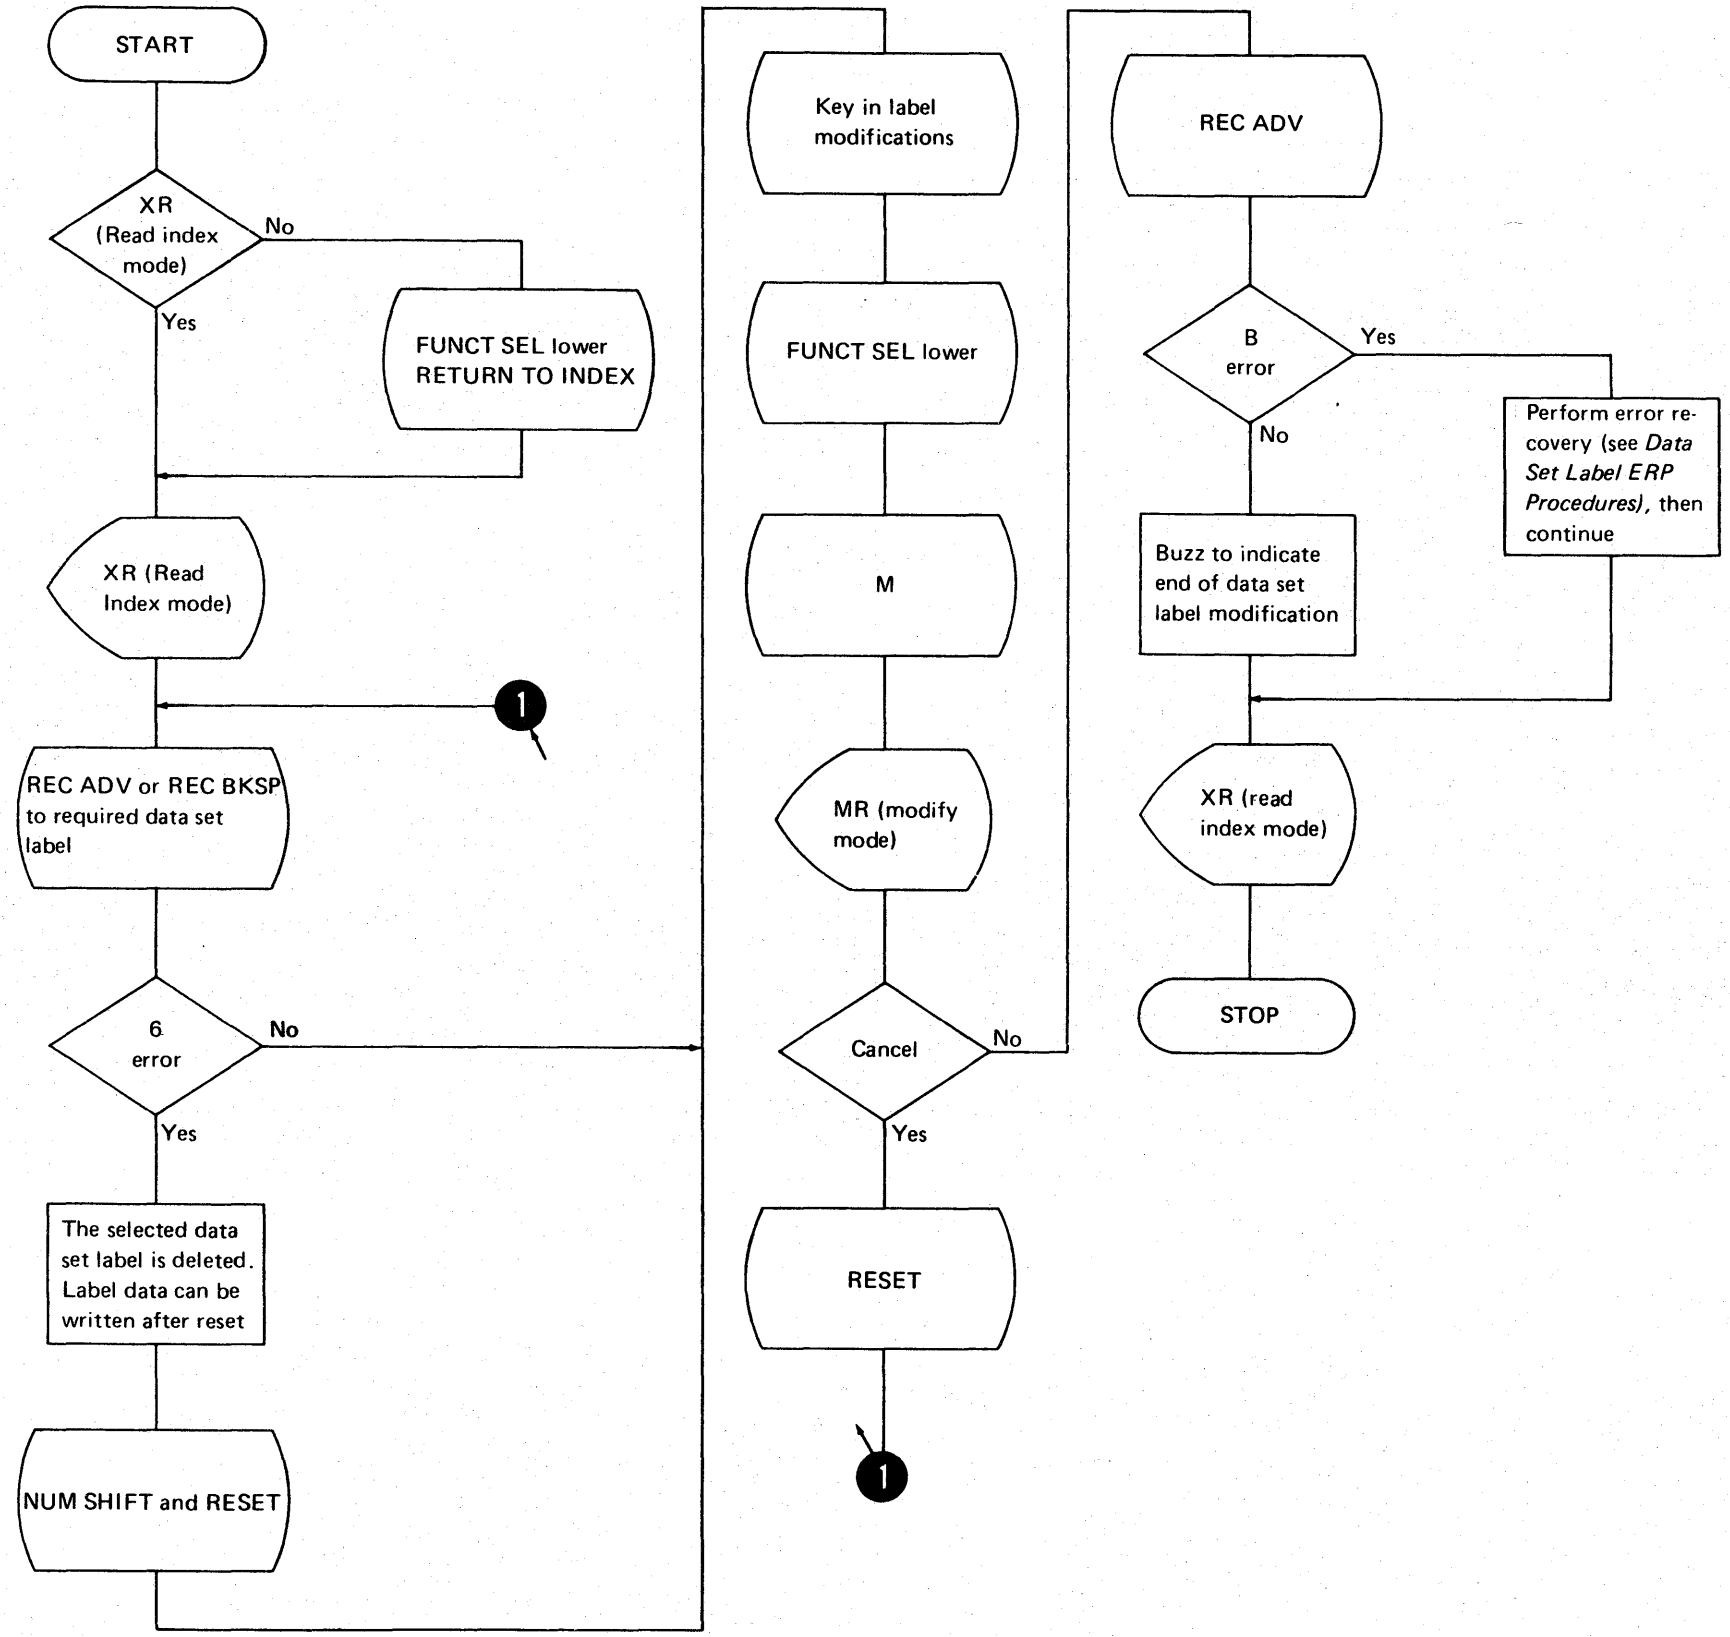 START
XR
(Read index
mode)
No
Yes
FUNCT SEL lower
RETURN TO INDEX
XR (Read
Index mode)
1
REC ADV or REC BKSP
to required data set
label
6
error
No
Yes
The selected data
set label is deleted.
Label data can be
written after reset
NUM SHIFT and RESET
Key in label
modifications
FUNCT SEL lower
M
MR (modify
mode)
Cancel
No
Yes
RESET
1
REC ADV
B
error
Yes
No
Perform error re-
covery (see Data
Set Label ERP
Procedures), then
continue
Buzz to indicate
end of data set
label modification
XR (read
index mode)
STOP